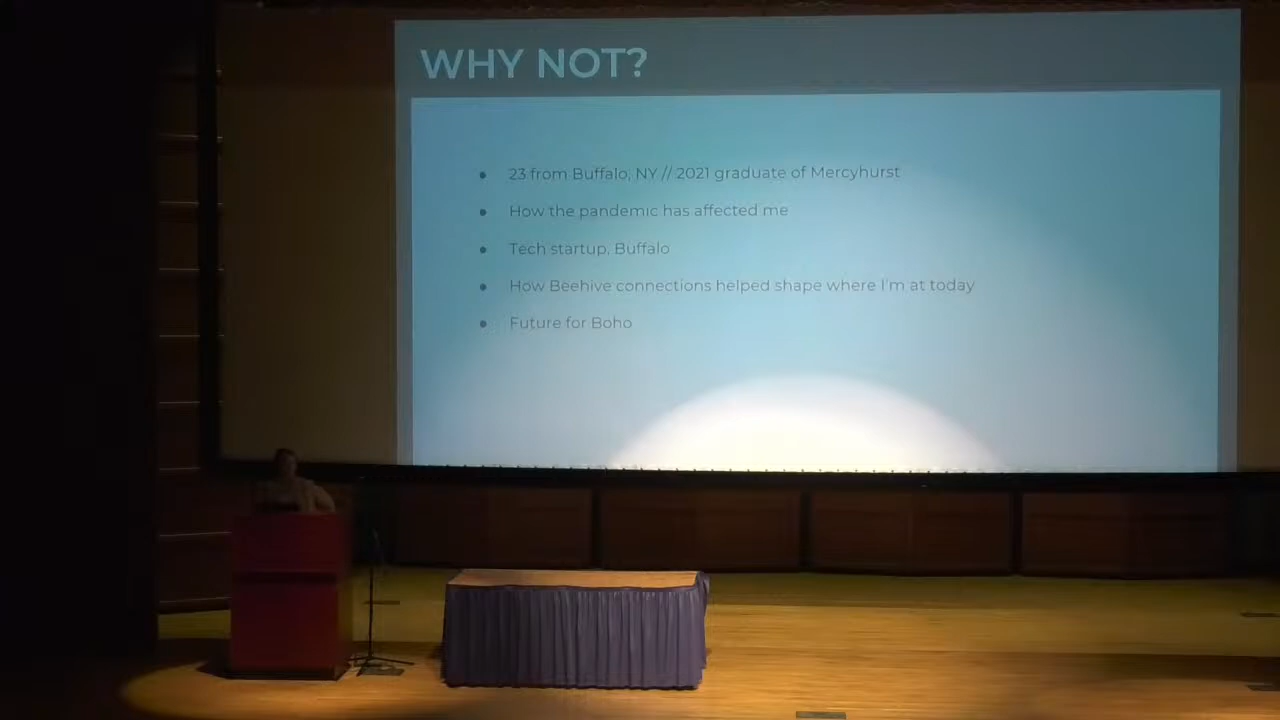 WHY NOT?
23 from Buffalo, NY // 2021 graduate of Mercyhurst
How the pandemic has affected me
Tech startup, Buffalo
How Beehive connections helped shape where I'm at today
Future for Boho